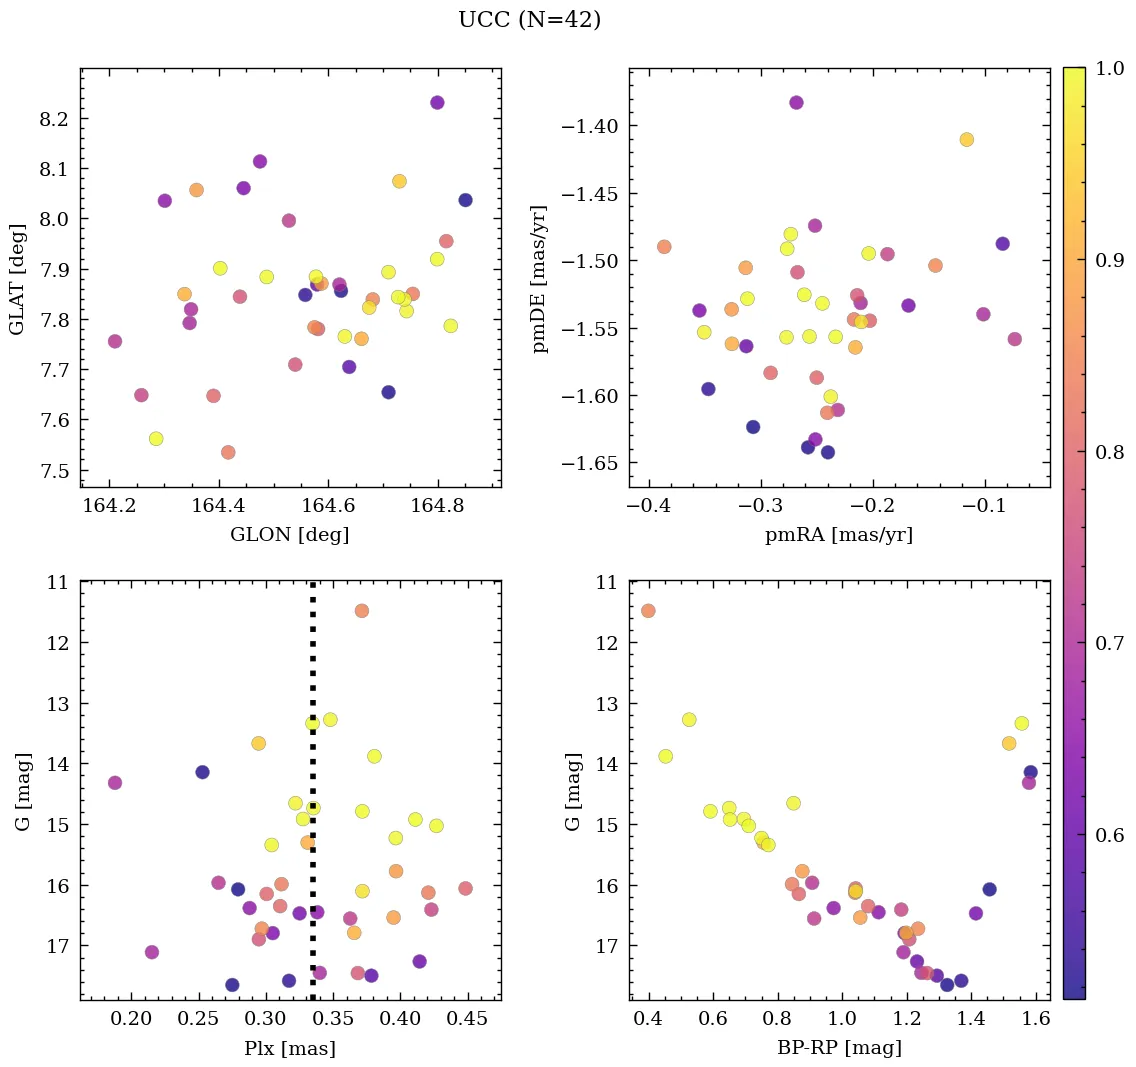 UCC (N=42)
8.2
8.1
8.0
7.9
7.8
7.7
7.6
7.5
GLAT [deg]
164.2 164.4 164.6 164.8
GLON [deg]
−1.40
−1.45
−1.50
−1.55
−1.60
−1.65
pmDE [mas/yr]
−0.4 −0.3 −0.2 −0.1
pmRA [mas/yr]
1.0
0.9
0.8
0.7
0.6
11
12
13
14
15
16
17
G [mag]
0.20 0.25 0.30 0.35 0.40 0.45
Plx [mas]
11
12
13
14
15
16
17
G [mag]
0.4 0.6 0.8 1.0 1.2 1.4 1.6
BP-RP [mag]